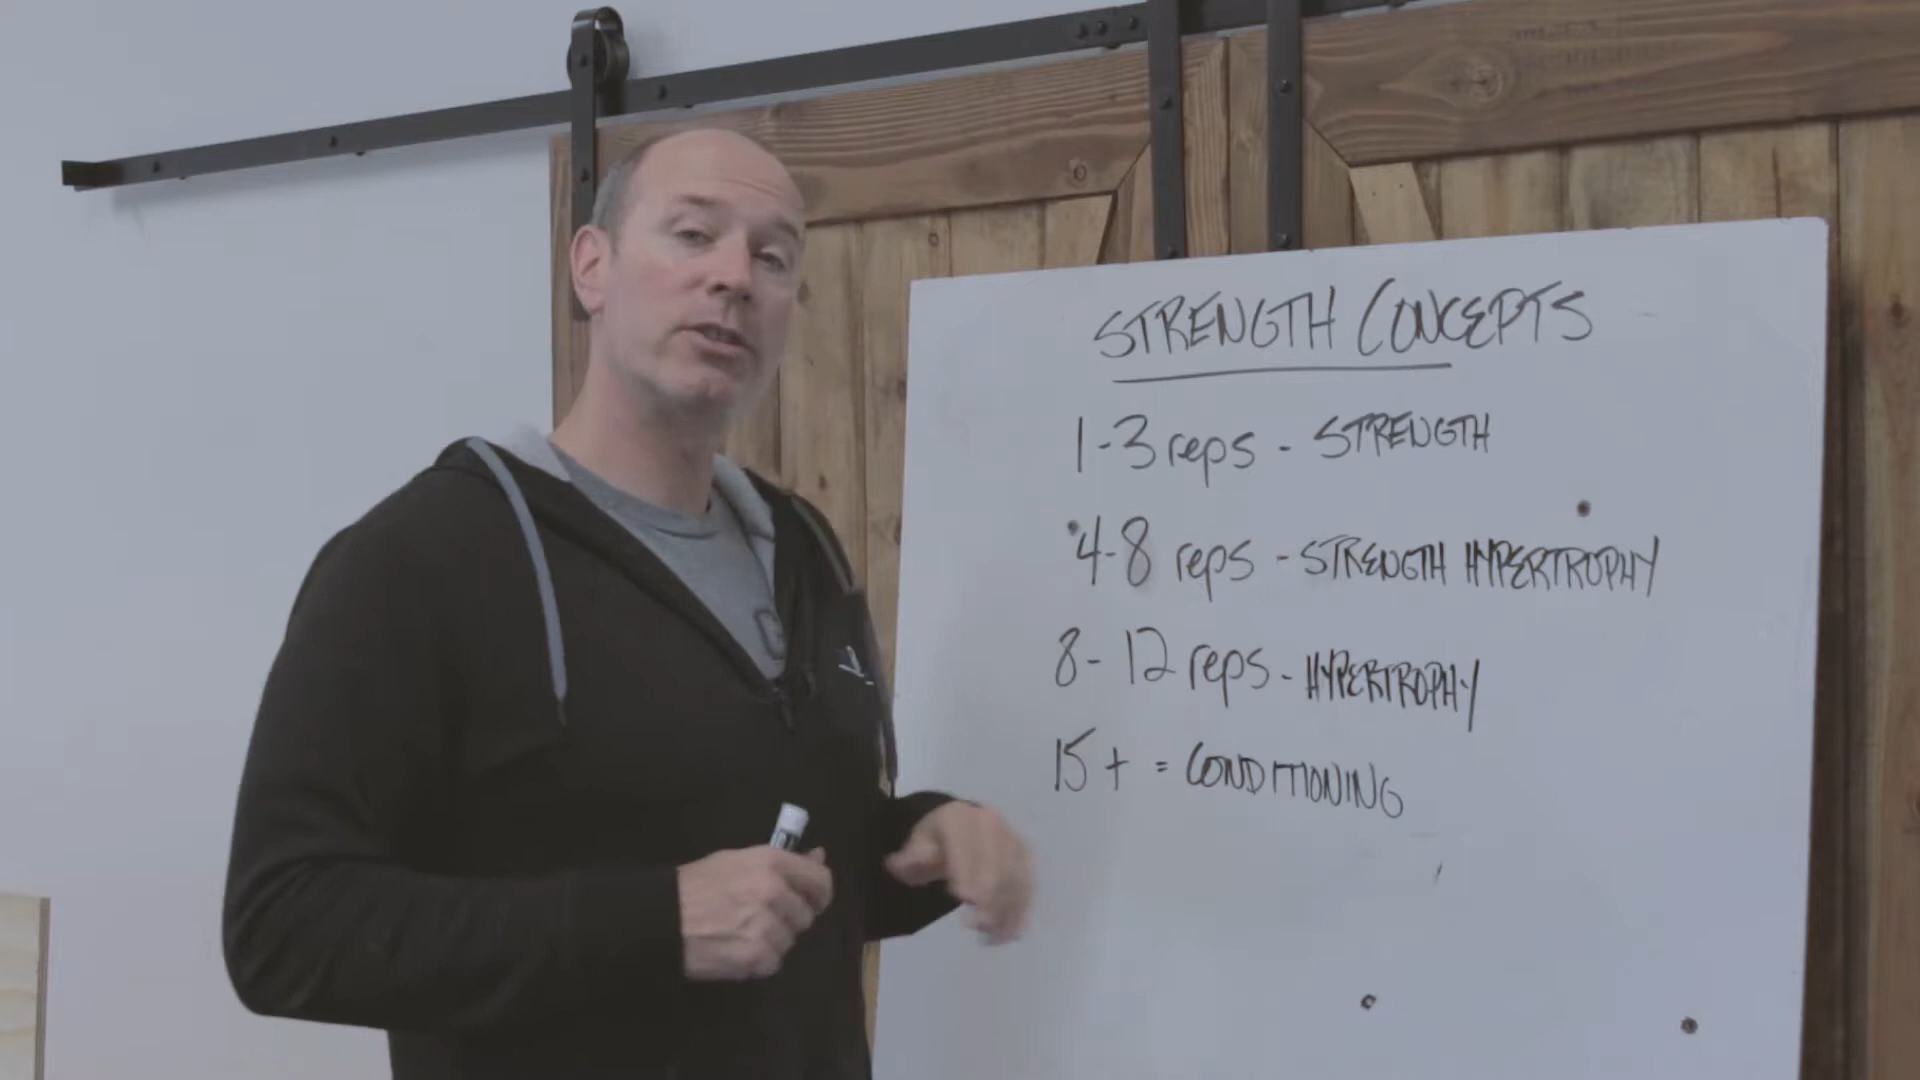 STRENGTH CONCEPTS
1-3 reps - STRENGTH
4-8 reps - STRENGTH HYPERTROPHY
8-12 reps - HYPERTROPHY
15+ = CONDITIONING